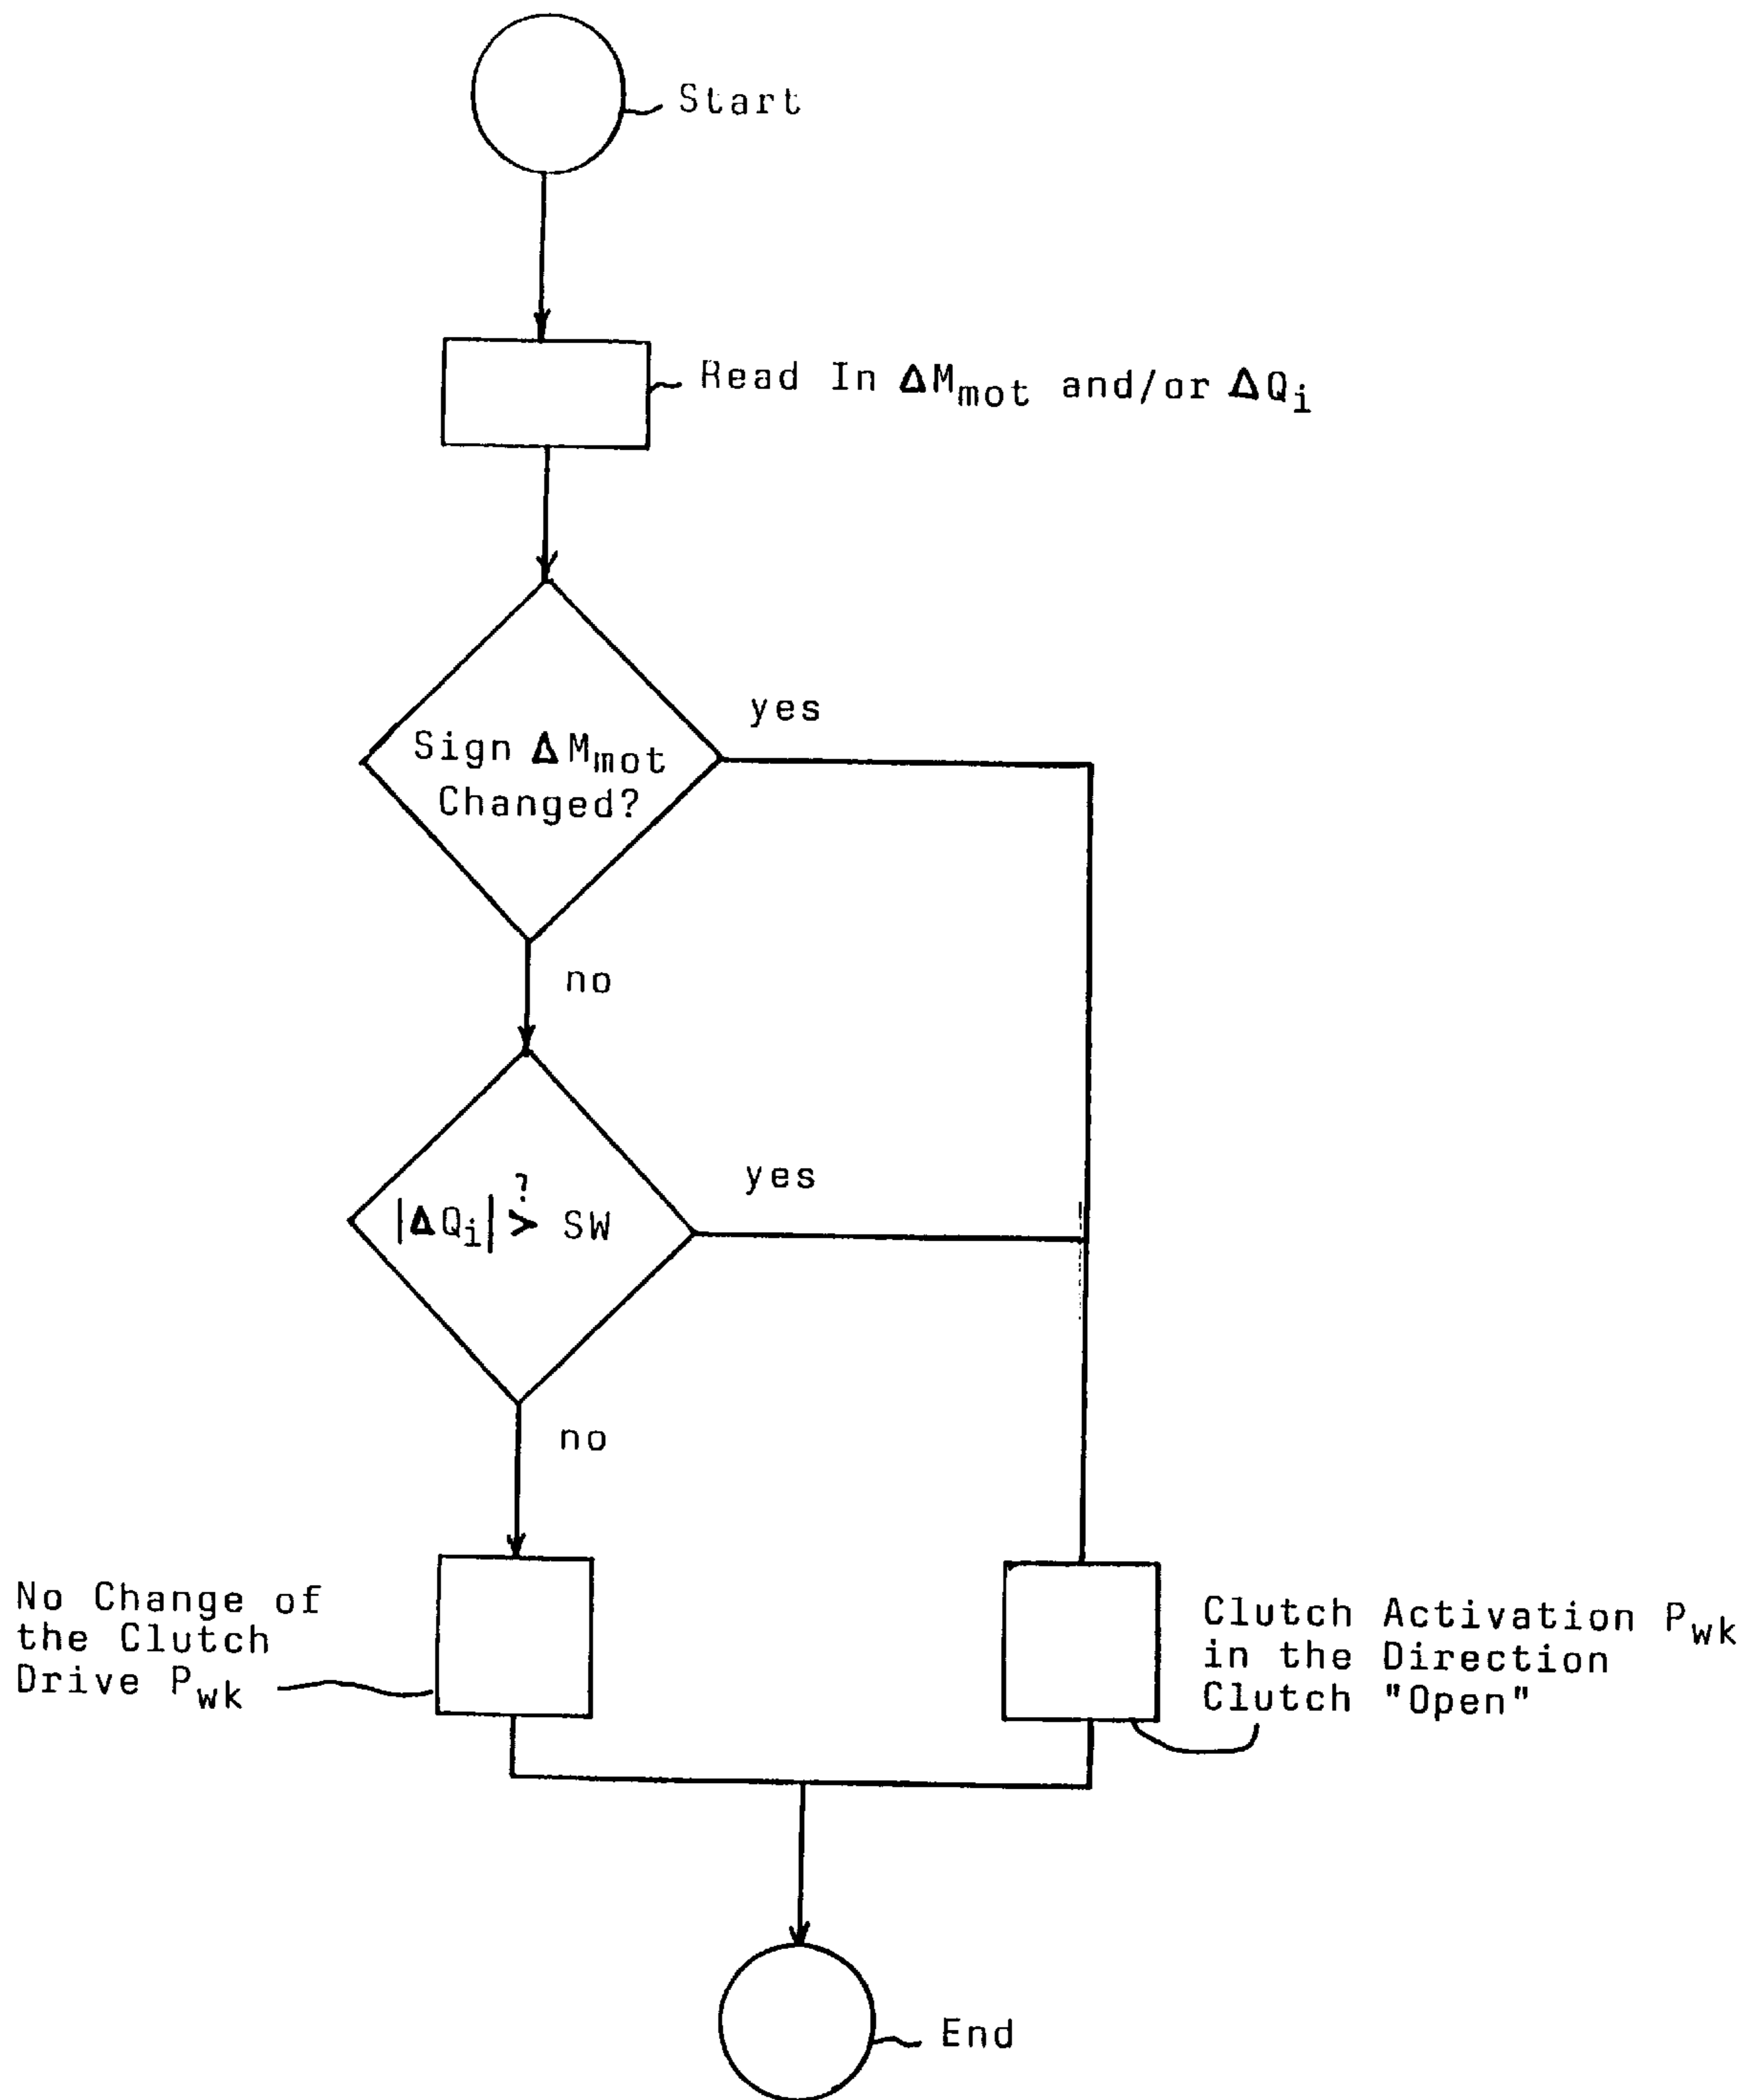 Start
Read In ΔMmot and/or ΔQi
yes
Sign ΔMmot
Changed?
no
yes
?
|ΔQi| > SW
no
No Change of
the Clutch
Drive Pwk
Clutch Activation Pwk
in the Direction
Clutch "Open"
End